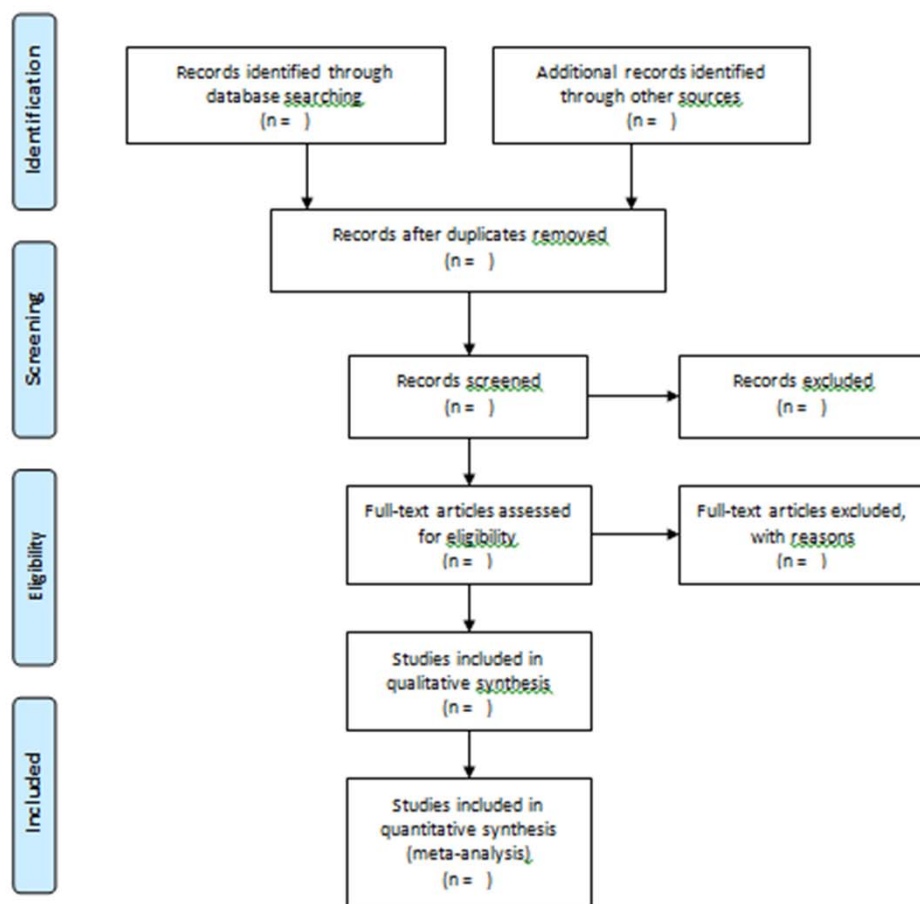 Identification
Records identified through
database searching
(n =   )
Additional records identified
through other sources
(n =   )
Records after duplicates removed
(n =   )
Screening
Records screened
(n =   )
Records excluded
(n =   )
Eligibility
Full-text articles assessed
for eligibility
(n =   )
Full-text articles excluded,
with reasons
(n =   )
Studies included in
qualitative synthesis
(n =   )
Included
Studies included in
quantitative synthesis
(meta-analysis)
(n =   )